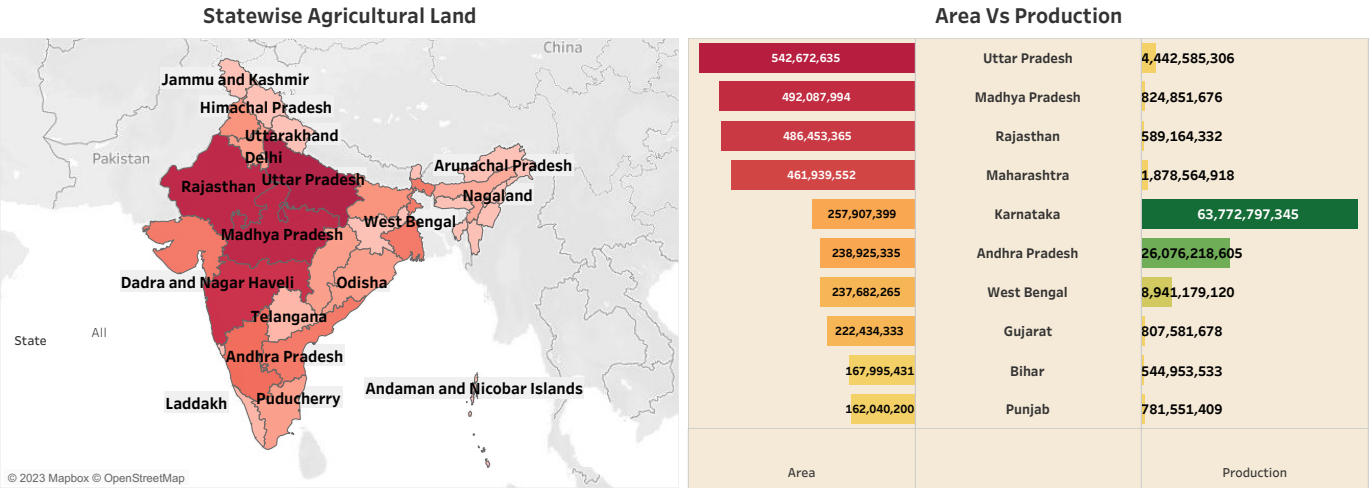 Statewise Agricultural Land
China
Jammu and Kashmir
Himachal Pradesh
Uttarakhand
Pakistan
Delhi
Arunachal Pradesh
Rajasthan
Uttar Pradesh
Nagaland
West Bengal
Madhya Pradesh
Dadra and Nagar Haveli
Odisha
Telangana
State
All
Andhra Pradesh
Andaman and Nicobar Islands
Laddakh
Puducherry
© 2023 Mapbox © OpenStreetMap
Area Vs Production
542,672,635 Uttar Pradesh 4,442,585,306
492,087,994 Madhya Pradesh 824,851,676
486,453,365 Rajasthan 589,164,332
461,939,552 Maharashtra 1,878,564,918
257,907,399 Karnataka 63,772,797,345
238,925,335 Andhra Pradesh 26,076,218,605
237,682,265 West Bengal 8,941,179,120
222,434,333 Gujarat 807,581,678
167,995,431 Bihar 544,953,533
162,040,200 Punjab 781,551,409
Area Production